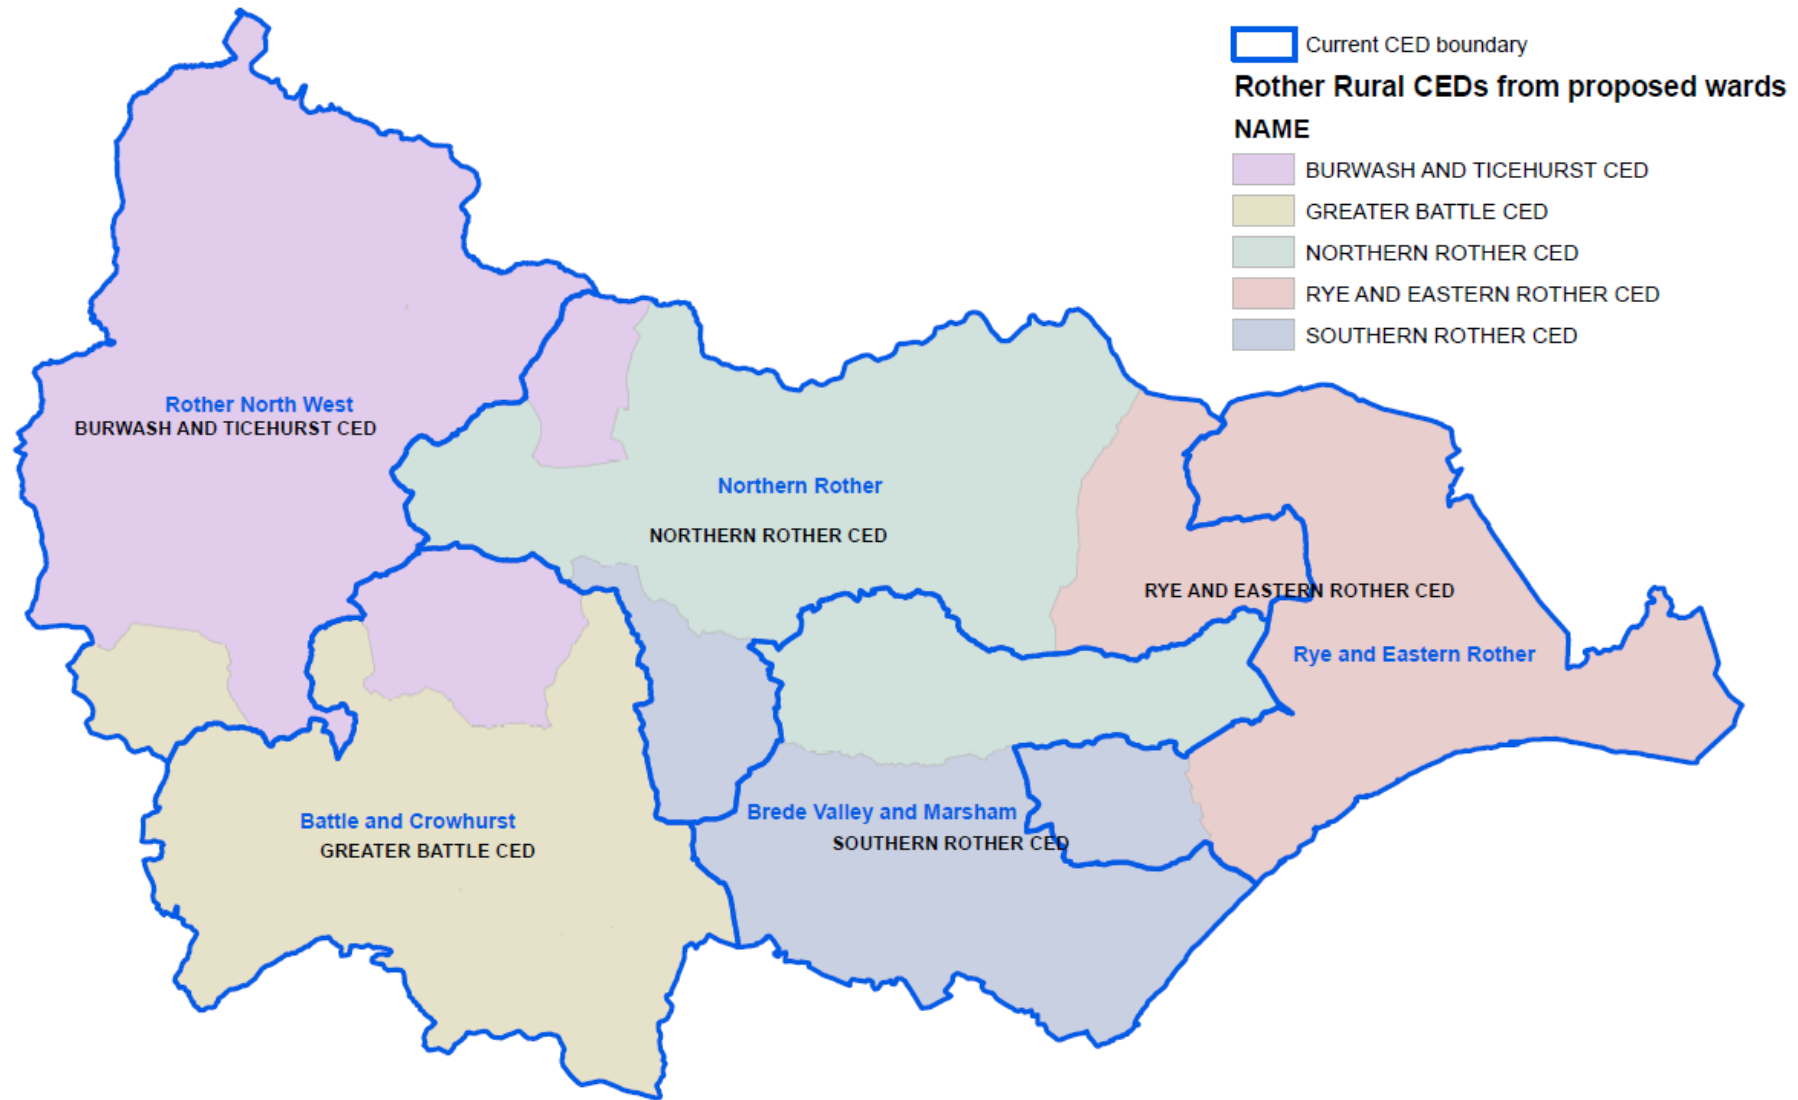 Current CED boundary
Rother Rural CEDs from proposed wards
NAME
BURWASH AND TICEHURST CED
GREATER BATTLE CED
NORTHERN ROTHER CED
RYE AND EASTERN ROTHER CED
SOUTHERN ROTHER CED
Rother North West
BURWASH AND TICEHURST CED
Northern Rother
NORTHERN ROTHER CED
RYE AND EASTERN ROTHER CED
Rye and Eastern Rother
Battle and Crowhurst
GREATER BATTLE CED
Brede Valley and Marsham
SOUTHERN ROTHER CED